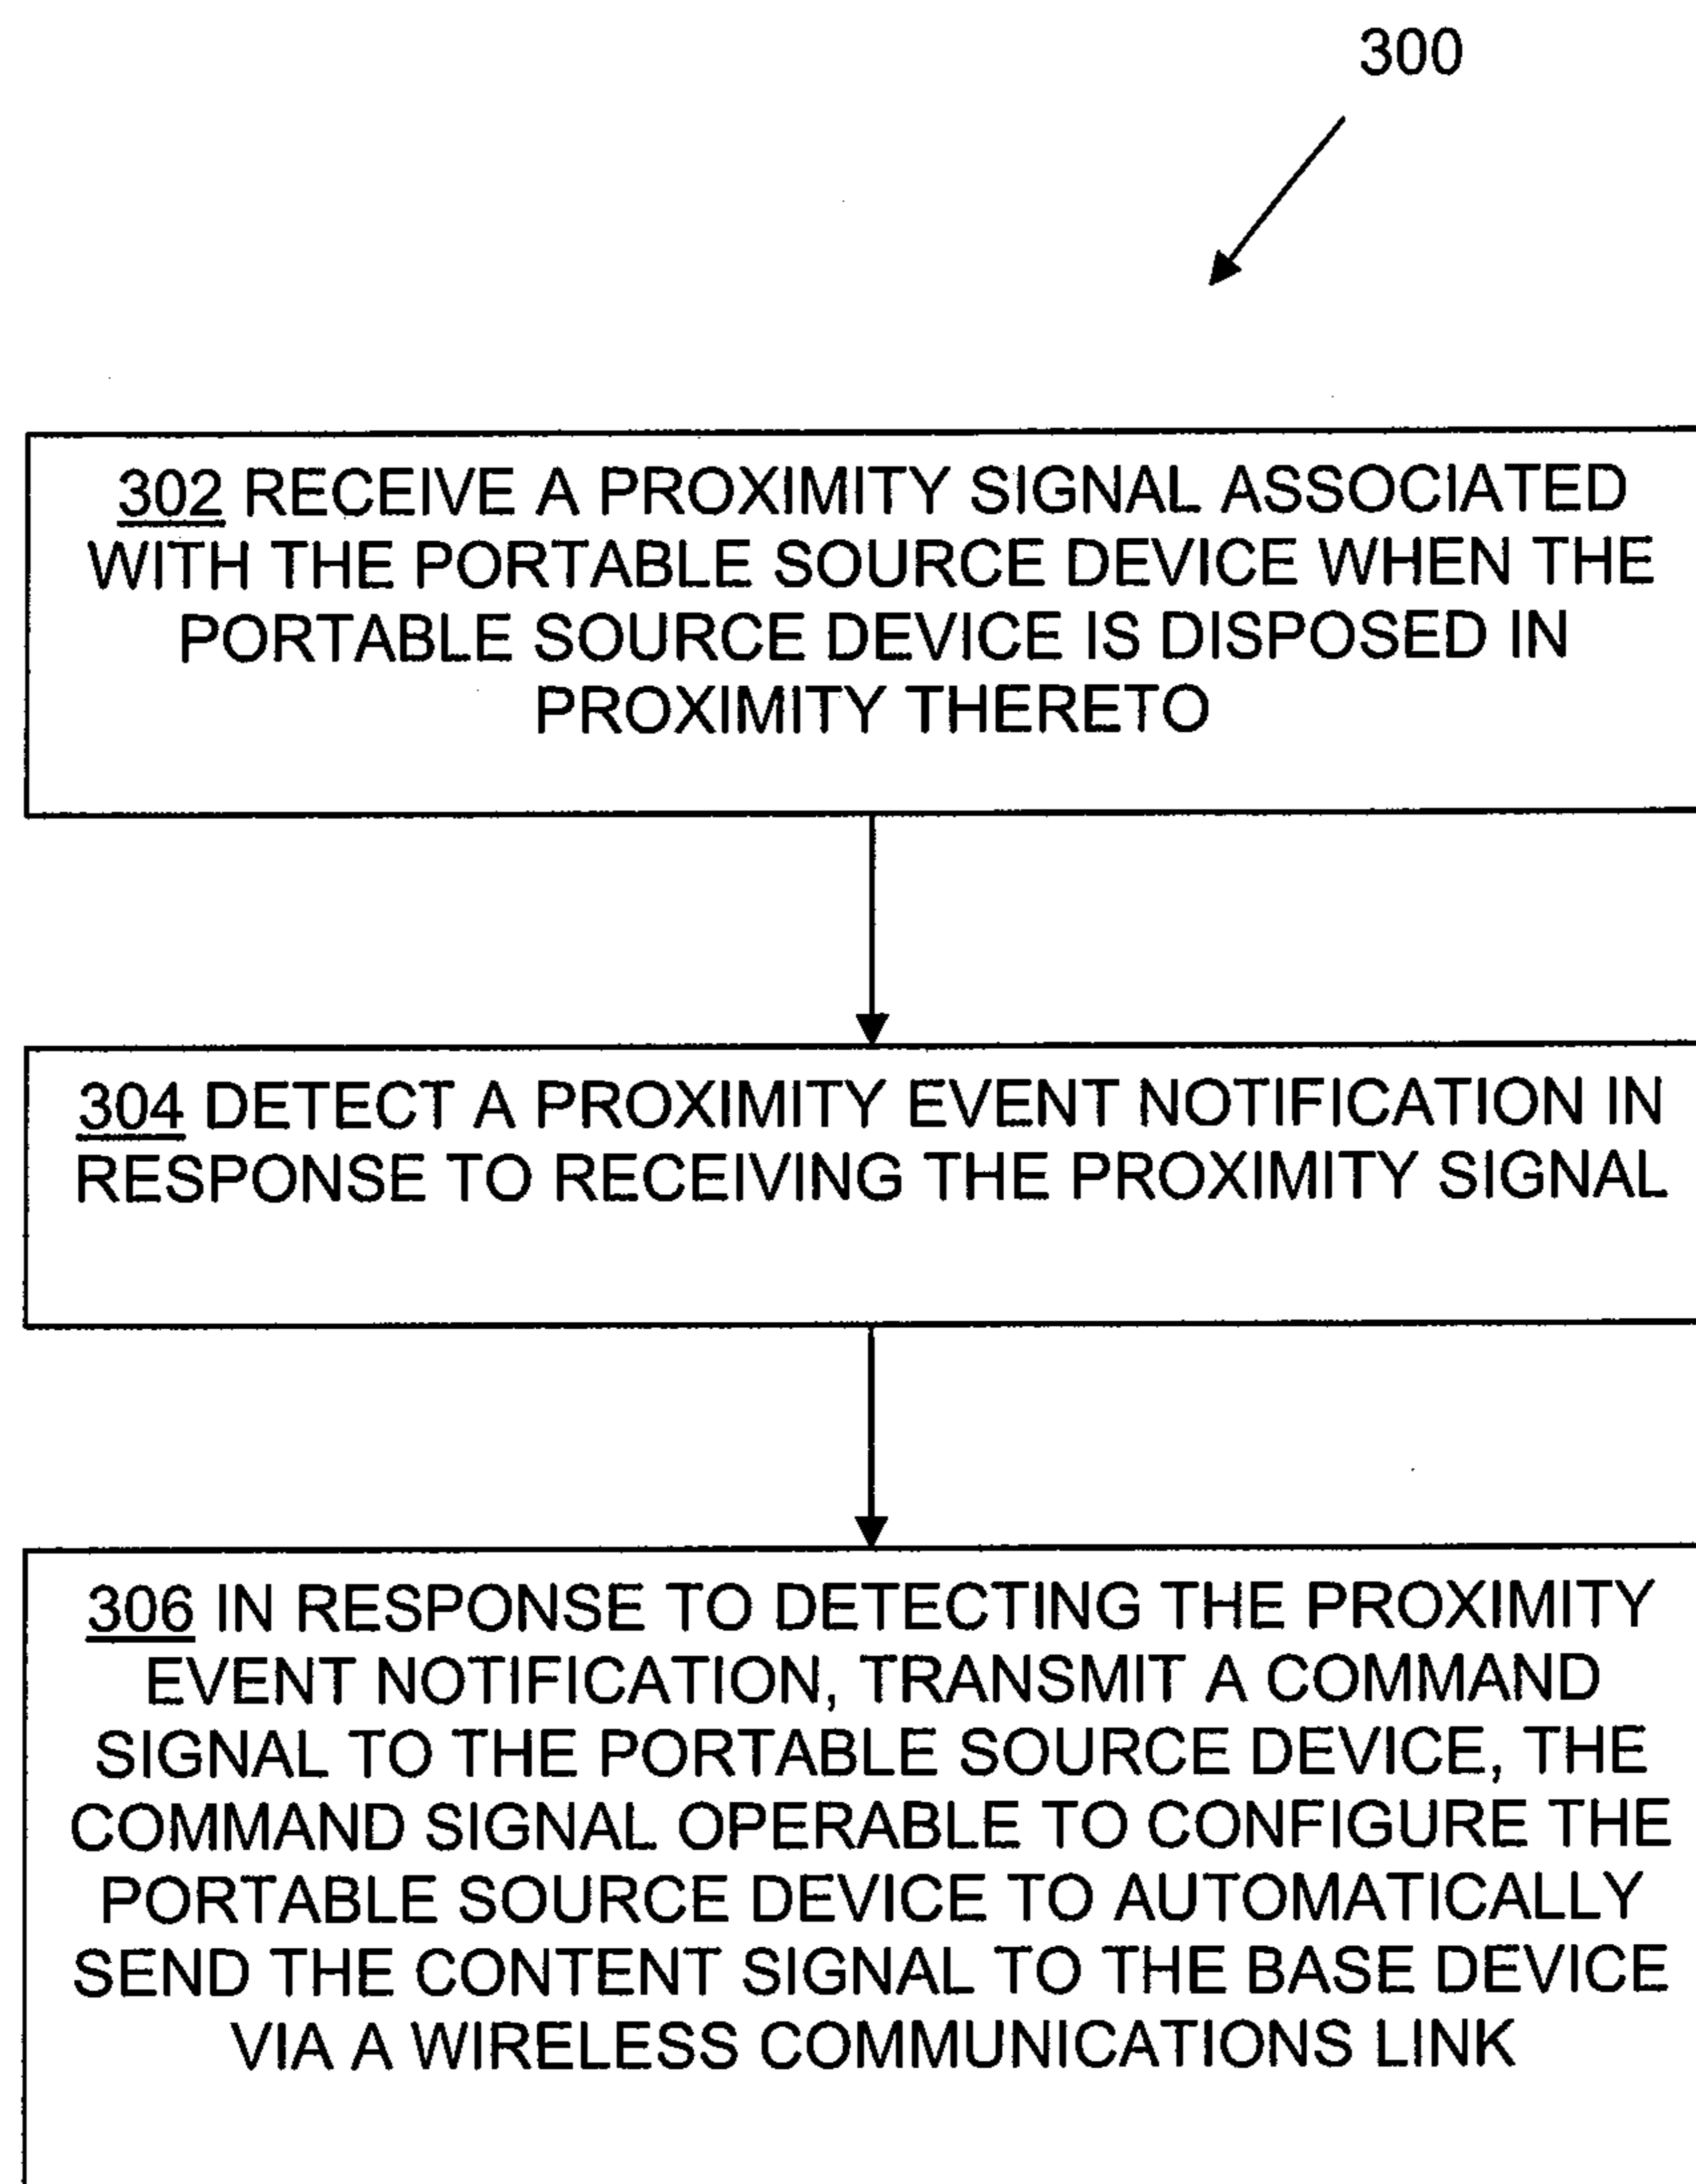 300
302 RECEIVE A PROXIMITY SIGNAL ASSOCIATED
WITH THE PORTABLE SOURCE DEVICE WHEN THE
PORTABLE SOURCE DEVICE IS DISPOSED IN
PROXIMITY THERETO
304 DETECT A PROXIMITY EVENT NOTIFICATION IN
RESPONSE TO RECEIVING THE PROXIMITY SIGNAL
306 IN RESPONSE TO DETECTING THE PROXIMITY
EVENT NOTIFICATION, TRANSMIT A COMMAND
SIGNAL TO THE PORTABLE SOURCE DEVICE, THE
COMMAND SIGNAL OPERABLE TO CONFIGURE THE
PORTABLE SOURCE DEVICE TO AUTOMATICALLY
SEND THE CONTENT SIGNAL TO THE BASE DEVICE
VIA A WIRELESS COMMUNICATIONS LINK